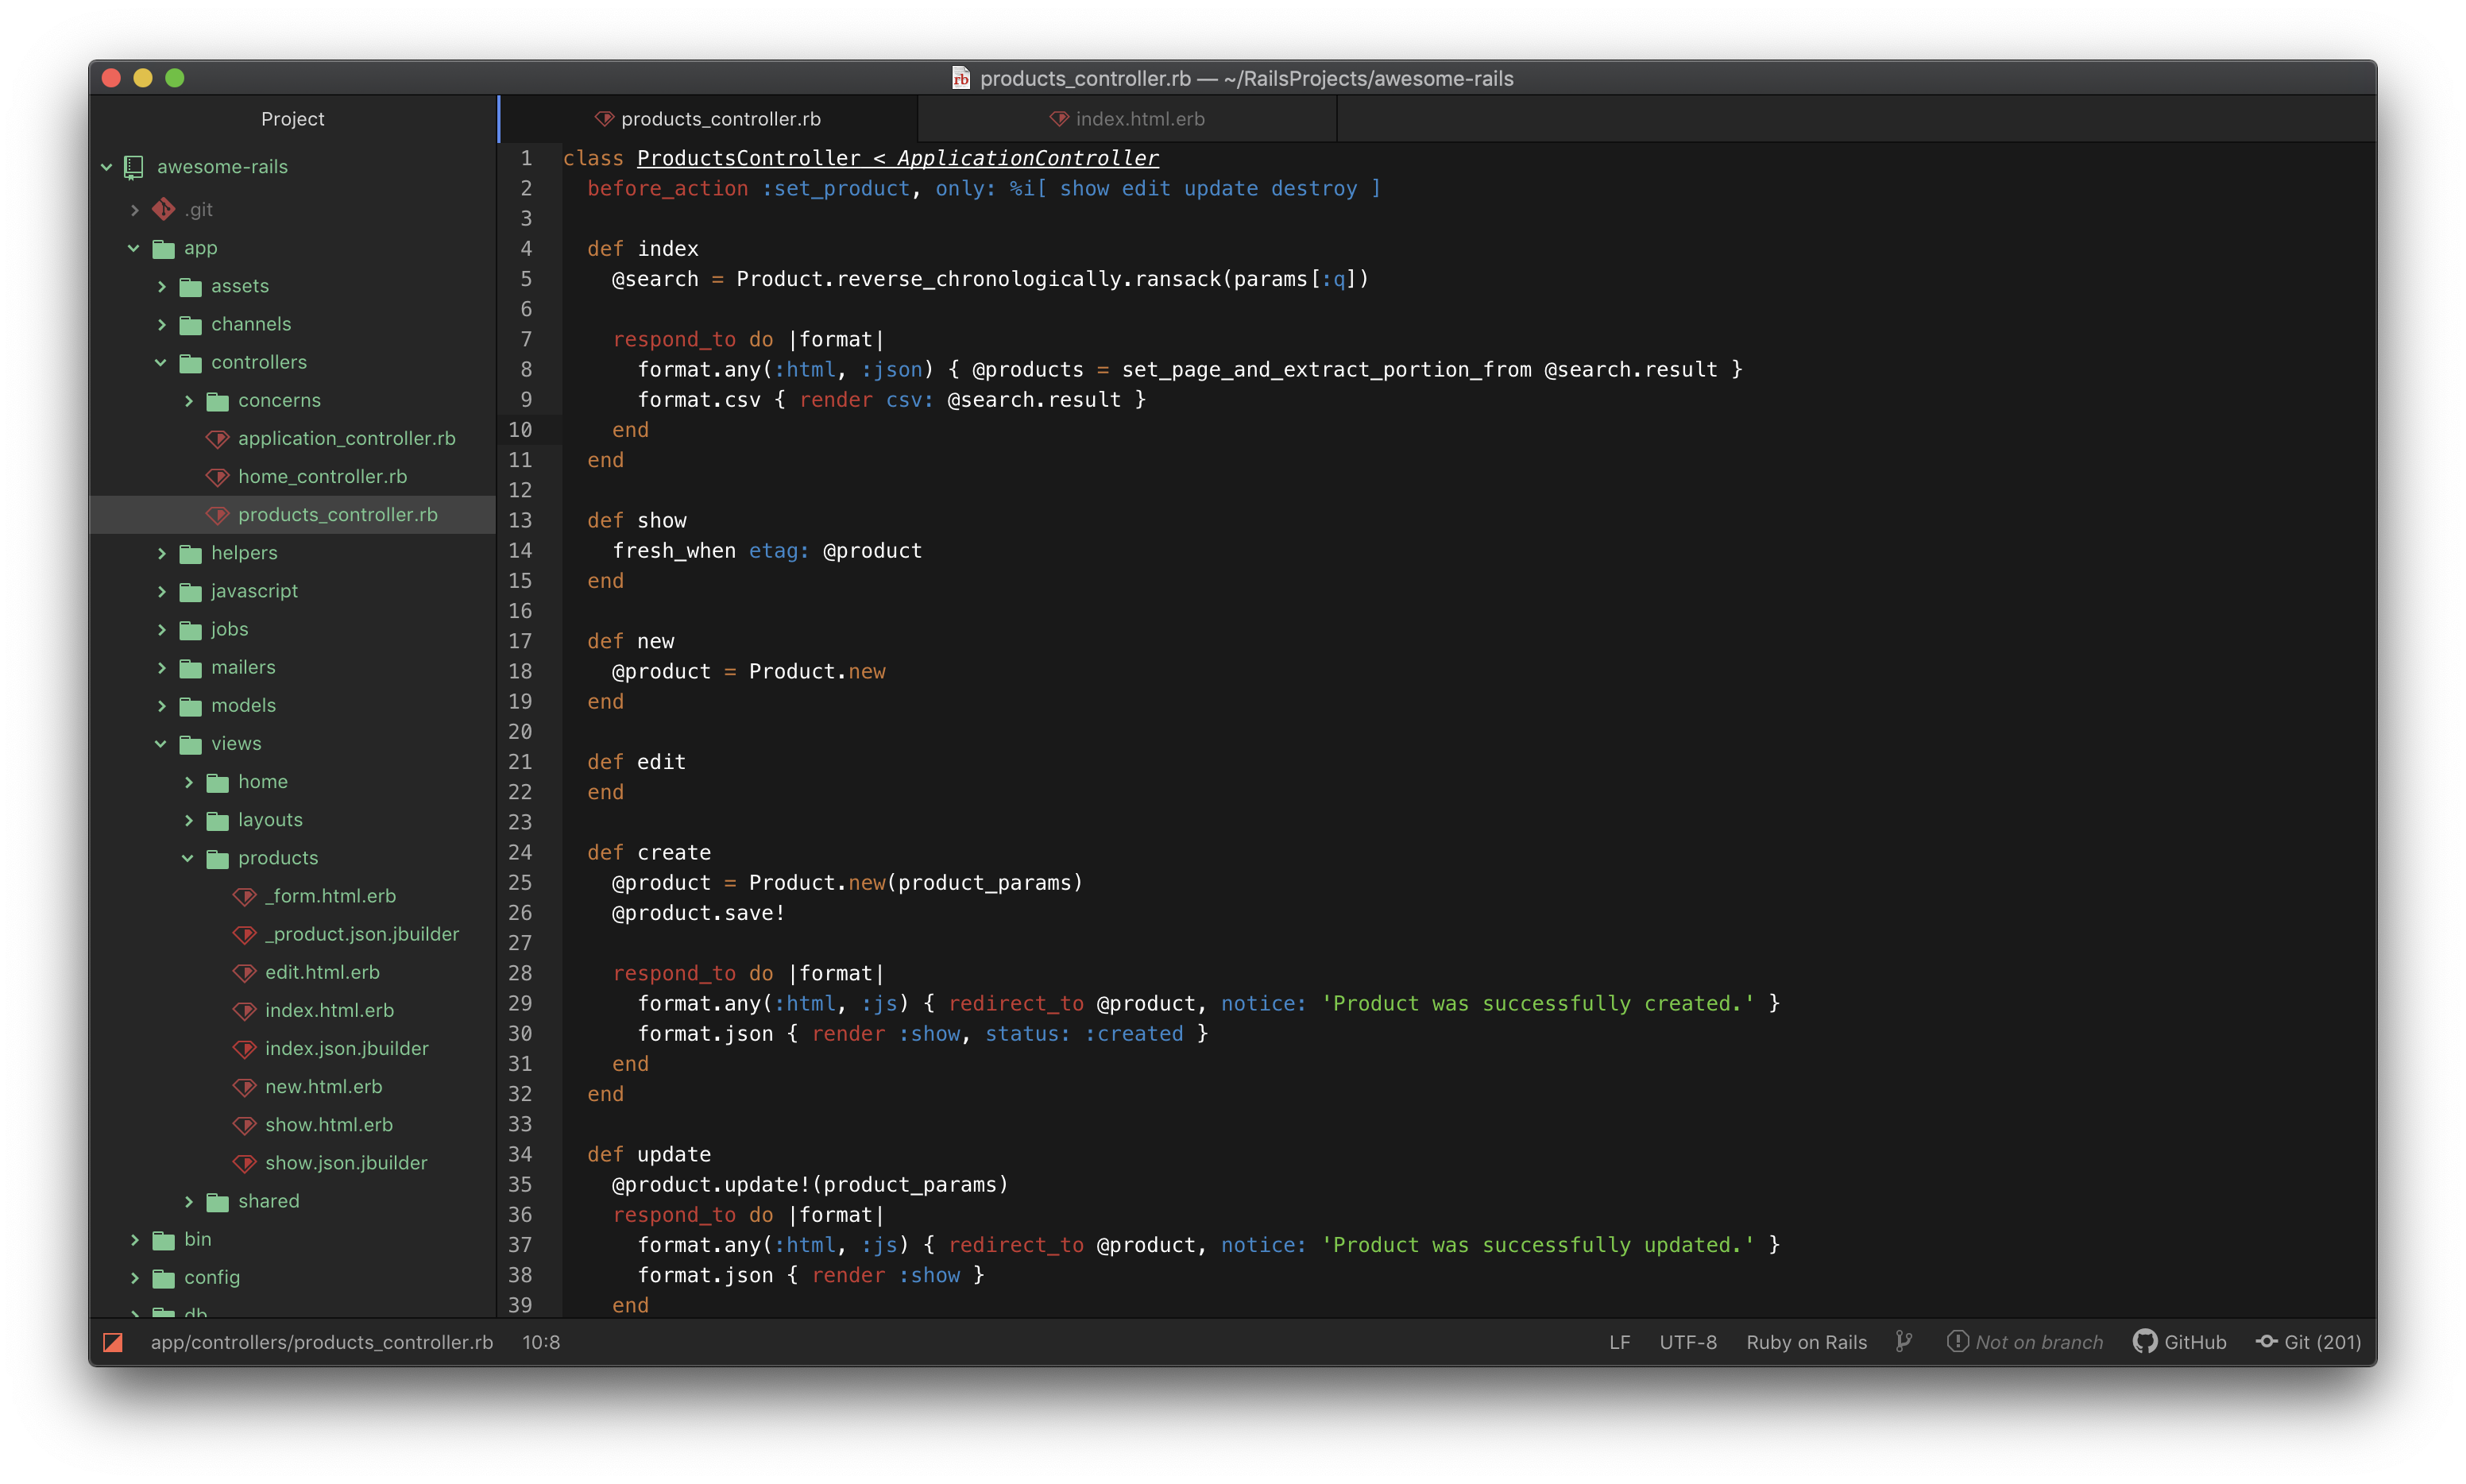 rb products_controller.rb — ~/RailsProjects/awesome-rails
Project
awesome-rails
.git
app
assets
channels
controllers
concerns
application_controller.rb
home_controller.rb
products_controller.rb
helpers
javascript
jobs
mailers
models
views
home
layouts
products
_form.html.erb
_product.json.jbuilder
edit.html.erb
index.html.erb
index.json.jbuilder
new.html.erb
show.html.erb
show.json.jbuilder
shared
bin
config
db
products_controller.rb index.html.erb
1 class ProductsController < ApplicationController
2 before_action :set_product, only: %i[ show edit update destroy ]
3
4 def index
5 @search = Product.reverse_chronologically.ransack(params[:q])
6
7 respond_to do |format|
8 format.any(:html, :json) { @products = set_page_and_extract_portion_from @search.result }
9 format.csv { render csv: @search.result }
10 end
11 end
12
13 def show
14 fresh_when etag: @product
15 end
16
17 def new
18 @product = Product.new
19 end
20
21 def edit
22 end
23
24 def create
25 @product = Product.new(product_params)
26 @product.save!
27
28 respond_to do |format|
29 format.any(:html, :js) { redirect_to @product, notice: 'Product was successfully created.' }
30 format.json { render :show, status: :created }
31 end
32 end
33
34 def update
35 @product.update!(product_params)
36 respond_to do |format|
37 format.any(:html, :js) { redirect_to @product, notice: 'Product was successfully updated.' }
38 format.json { render :show }
39 end
app/controllers/products_controller.rb 10:8 LF UTF-8 Ruby on Rails Not on branch GitHub Git (201)